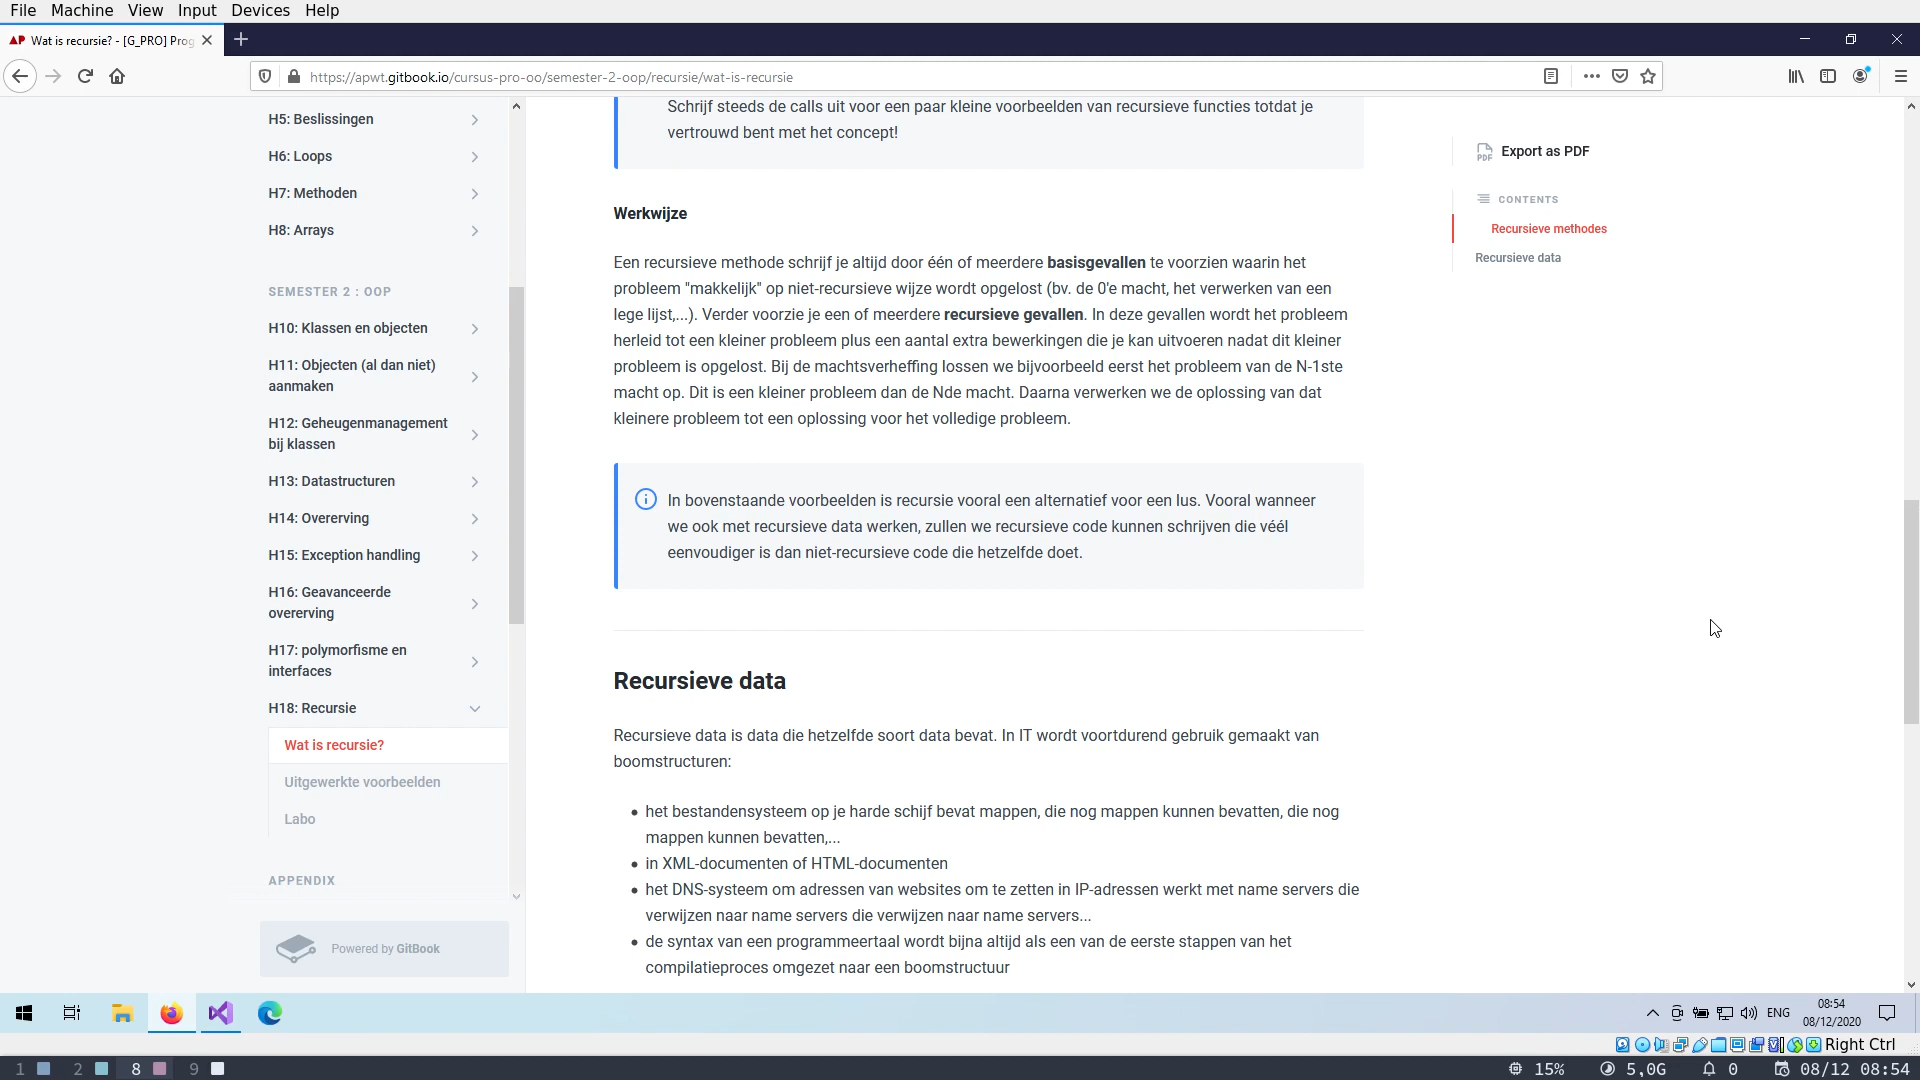 File Machine View Input Devices Help
Wat is recursie? - [G_PRO] Prog
https://apwt.gitbook.io/cursus-pro-oo/semester-2-oop/recursie/wat-is-recursie
H5: Beslissingen
H6: Loops
H7: Methoden
H8: Arrays
SEMESTER 2 : OOP
H10: Klassen en objecten
H11: Objecten (al dan niet)
aanmaken
H12: Geheugenmanagement
bij klassen
H13: Datastructuren
H14: Overerving
H15: Exception handling
H16: Geavanceerde
overerving
H17: polymorfisme en
interfaces
H18: Recursie
Wat is recursie?
Uitgewerkte voorbeelden
Labo
APPENDIX
Powered by GitBook
Schrijf steeds de calls uit voor een paar kleine voorbeelden van recursieve functies totdat je
vertrouwd bent met het concept!
Werkwijze
Een recursieve methode schrijf je altijd door één of meerdere basisgevallen te voorzien waarin het
probleem "makkelijk" op niet-recursieve wijze wordt opgelost (bv. de 0'e macht, het verwerken van een
lege lijst,...). Verder voorzie je een of meerdere recursieve gevallen. In deze gevallen wordt het probleem
herleid tot een kleiner probleem plus een aantal extra bewerkingen die je kan uitvoeren nadat dit kleiner
probleem is opgelost. Bij de machtsverheffing lossen we bijvoorbeeld eerst het probleem van de N-1ste
macht op. Dit is een kleiner probleem dan de Nde macht. Daarna verwerken we de oplossing van dat
kleinere probleem tot een oplossing voor het volledige probleem.
In bovenstaande voorbeelden is recursie vooral een alternatief voor een lus. Vooral wanneer
we ook met recursieve data werken, zullen we recursieve code kunnen schrijven die véél
eenvoudiger is dan niet-recursieve code die hetzelfde doet.
Recursieve data
Recursieve data is data die hetzelfde soort data bevat. In IT wordt voortdurend gebruik gemaakt van
boomstructuren:
• het bestandensysteem op je harde schijf bevat mappen, die nog mappen kunnen bevatten, die nog
mappen kunnen bevatten,...
• in XML-documenten of HTML-documenten
• het DNS-systeem om adressen van websites om te zetten in IP-adressen werkt met name servers die
verwijzen naar name servers die verwijzen naar name servers...
• de syntax van een programmeertaal wordt bijna altijd als een van de eerste stappen van het
compilatieproces omgezet naar een boomstructuur
PDF Export as PDF
CONTENTS
Recursieve methodes
Recursieve data
ENG
08:54
08/12/2020
Right Ctrl
1 2 8 9
15% 5,0G 0 08/12 08:54